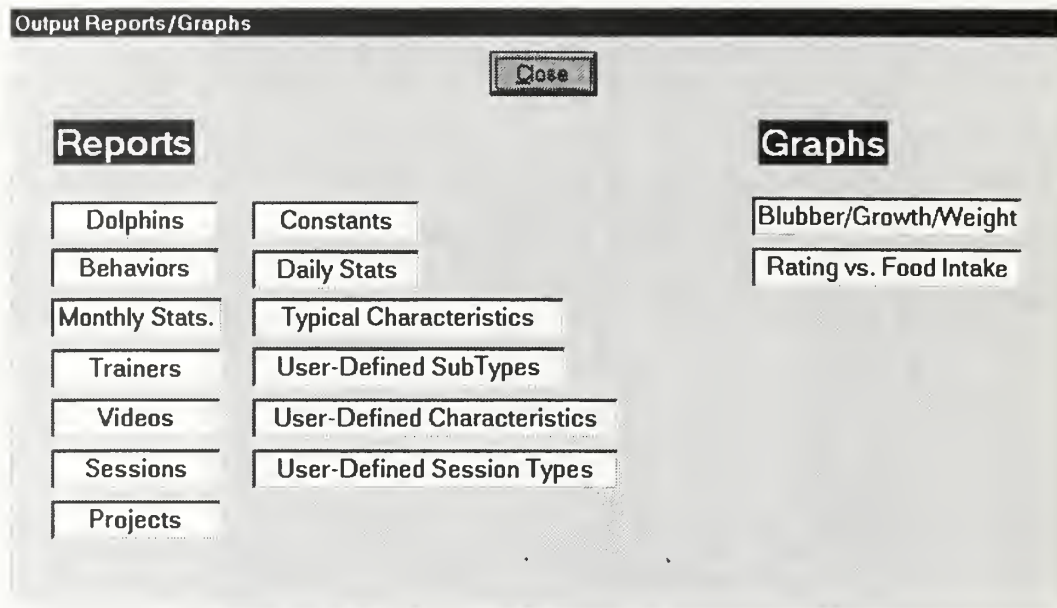 Output Reports/Graphs
Close
Reports
Graphs
Dolphins
Constants
Blubber/Growth/Weight
Behaviors
Daily Stats
Rating vs. Food Intake
Monthly Stats.
Typical Characteristics
Trainers
User-Defined SubTypes
Videos
User-Defined Characteristics
Sessions
User-Defined Session Types
Projects